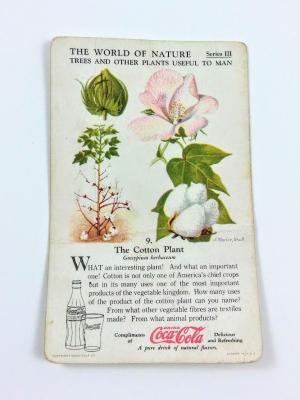 THE WORLD OF NATURE Series III
TREES AND OTHER PLANTS USEFUL TO MAN
9.
The Cotton Plant
Gossypium herbaceum
WHAT an interesting plant! And what an important
one! Cotton is not only one of America's chief crops
But in its many uses one of the most important
products of the vegetable kingdom. How many uses
of the product of the cotton plant can you name?
From what other vegetable fibres are textiles
made? From what animal products?
Compliments
of
DRINK
Coca-Cola
Delicious
and Refreshing
A pure drink of natural flavors.